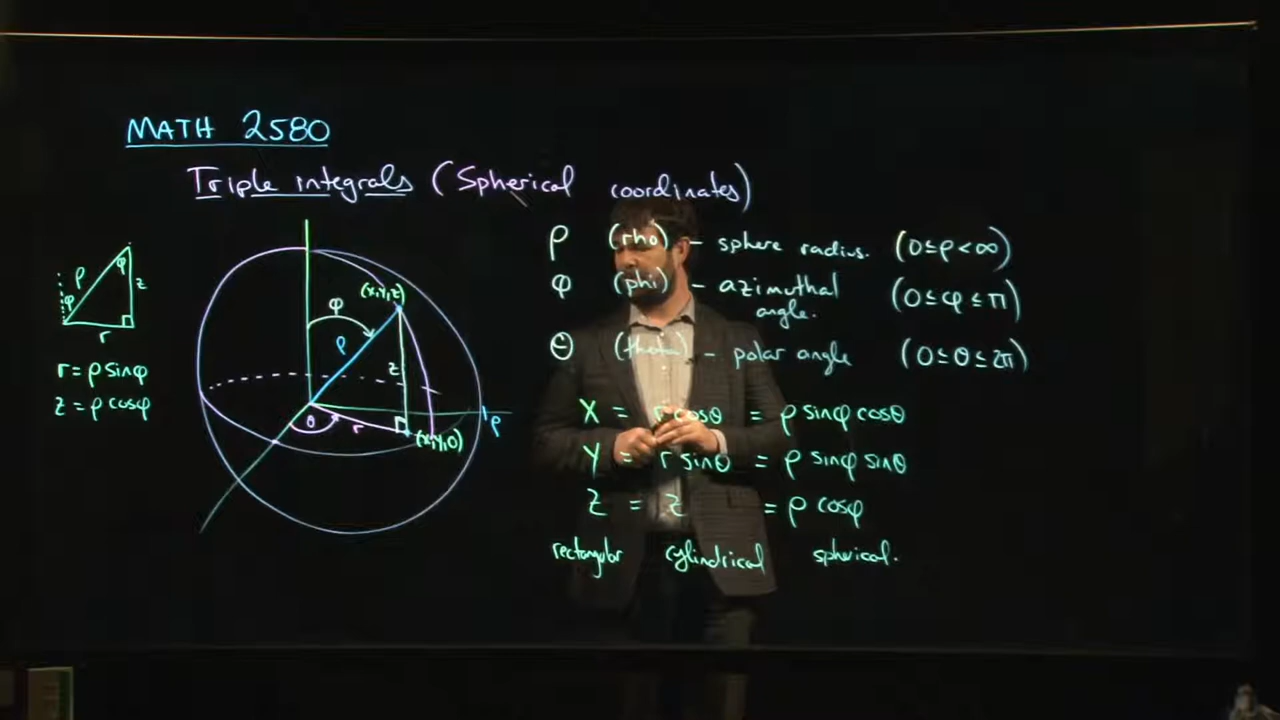 MATH 2580
Triple integrals (Spherical coordinates)
ρ (rho) - sphere radius. (0≤ρ<∞)
φ (phi) - azimuthal angle. (0≤φ≤π)
θ (theta) - polar angle (0≤θ≤2π)
x = r cosθ = ρ sinφ cosθ
y = r sinθ = ρ sinφ sinθ
z = z = ρ cosφ
rectangular cylindrical spherical.
ρ φ z
φ
r
r = ρ sinφ
z = ρ cosφ
(x,y,z)
φ
ρ
z
θ r
(x,y,0)
ρ